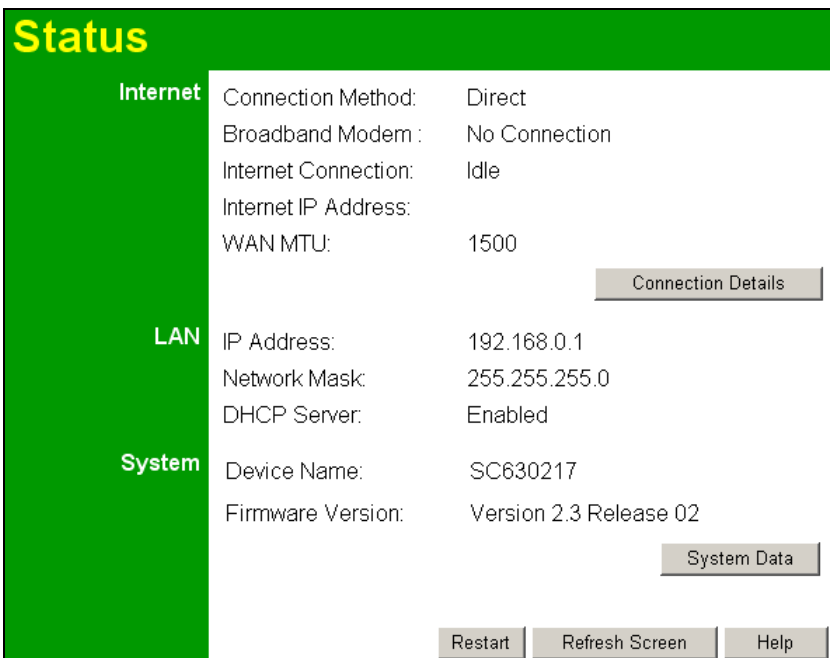 Status
Internet
Connection Method: Direct
Broadband Modem : No Connection
Internet Connection: Idle
Internet IP Address:
WAN MTU: 1500
Connection Details
LAN
IP Address: 192.168.0.1
Network Mask: 255.255.255.0
DHCP Server: Enabled
System
Device Name: SC630217
Firmware Version: Version 2.3 Release 02
System Data
Restart Refresh Screen Help